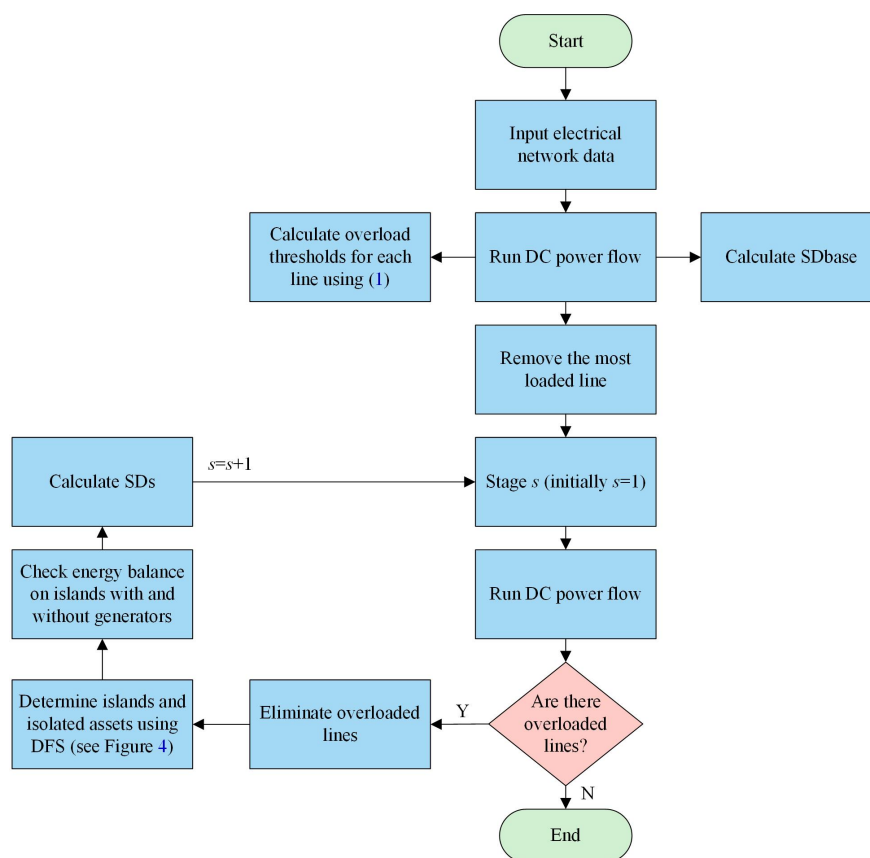 Start
Input electrical
network data
Calculate overload
thresholds for each
line using (1)
Run DC power flow
Calculate SDbase
Remove the most
loaded line
Calculate SDs
s=s+1
Stage s (initially s=1)
Check energy balance
on islands with and
without generators
Run DC power flow
Determine islands and
isolated assets using
DFS (see Figure 4)
Eliminate overloaded
lines
Y
Are there
overloaded
lines?
N
End